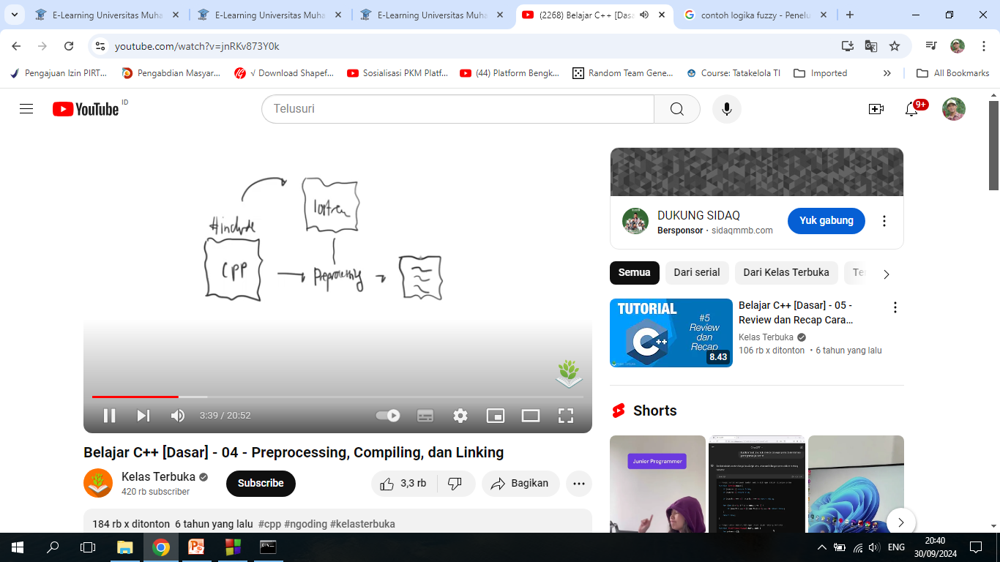 E-Learning Universitas Muha
E-Learning Universitas Muha
E-Learning Universitas Muha
(2268) Belajar C++ [Dasa
contoh logika fuzzy - Penelu
youtube.com/watch?v=jnRKv873Y0k
Pengajuan Izin PIRT...
Pengabdian Masyar...
√ Download Shapef...
Sosialisasi PKM Platf...
(44) Platform Bengk...
Random Team Gene...
Course: Tatakelola TI
Imported
All Bookmarks
YouTube ID
Telusuri
9+
#include
CPP
Preprocessing
DUKUNG SIDAQ
Bersponsor · sidaqmmb.com
Yuk gabung
Semua
Dari serial
Dari Kelas Terbuka
TUTORIAL
#5
Review
dan
Recap
C++
8.43
Belajar C++ [Dasar] - 05 -
Review dan Recap Cara...
Kelas Terbuka
106 rb x ditonton • 6 tahun yang lalu
3:39 / 20:52
Shorts
Junior Programmer
Belajar C++ [Dasar] - 04 - Preprocessing, Compiling, dan Linking
Kelas Terbuka
420 rb subscriber
Subscribe
3,3 rb
Bagikan
184 rb x ditonton 6 tahun yang lalu #cpp #ngoding #kelasterbuka
ENG
20:40
30/09/2024